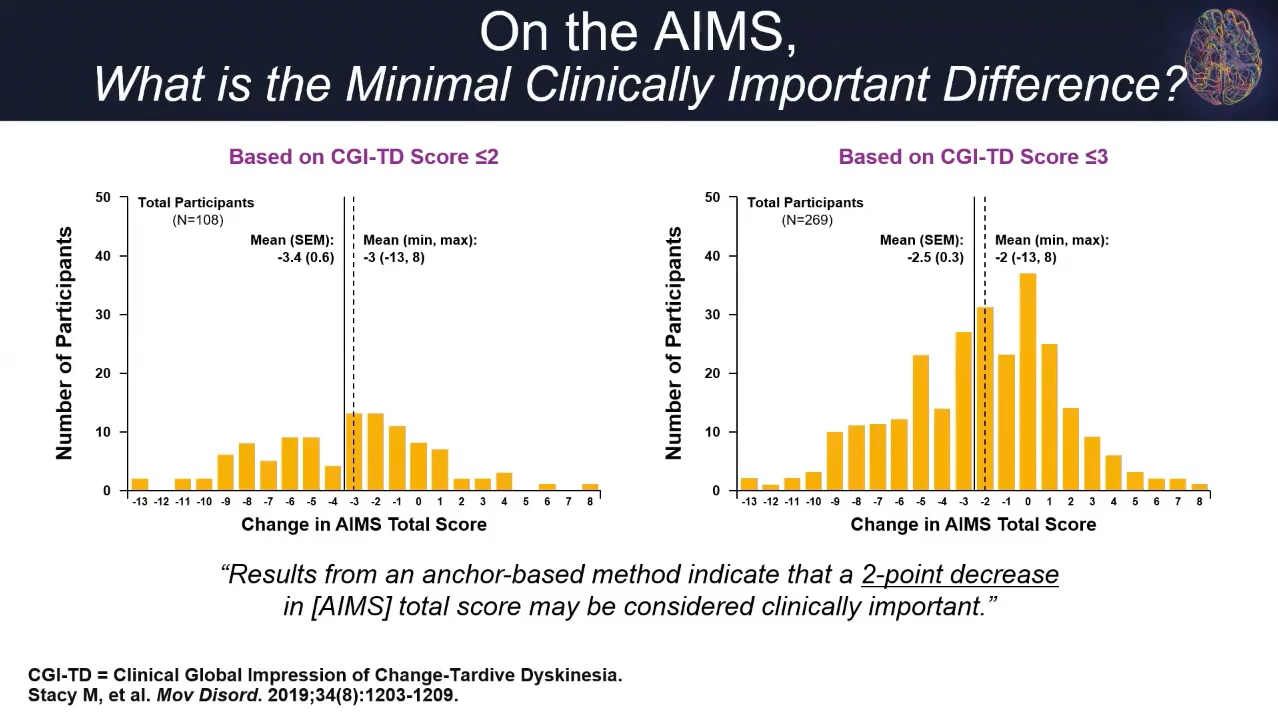 On the AIMS,
What is the Minimal Clinically Important Difference?
Based on CGI-TD Score ≤2
Number of Participants
50
40
30
20
10
0
Total Participants
(N=108)
Mean (SEM):
-3.4 (0.6)
Mean (min, max):
-3 (-13, 8)
-13 -12 -11 -10 -9 -8 -7 -6 -5 -4 -3 -2 -1 0 1 2 3 4 5 6 7 8
Change in AIMS Total Score
Based on CGI-TD Score ≤3
Number of Participants
50
40
30
20
10
0
Total Participants
(N=269)
Mean (SEM):
-2.5 (0.3)
Mean (min, max):
-2 (-13, 8)
-13 -12 -11 -10 -9 -8 -7 -6 -5 -4 -3 -2 -1 0 1 2 3 4 5 6 7 8
Change in AIMS Total Score
“Results from an anchor-based method indicate that a 2-point decrease
in [AIMS] total score may be considered clinically important.”
CGI-TD = Clinical Global Impression of Change-Tardive Dyskinesia.
Stacy M, et al. Mov Disord. 2019;34(8):1203-1209.